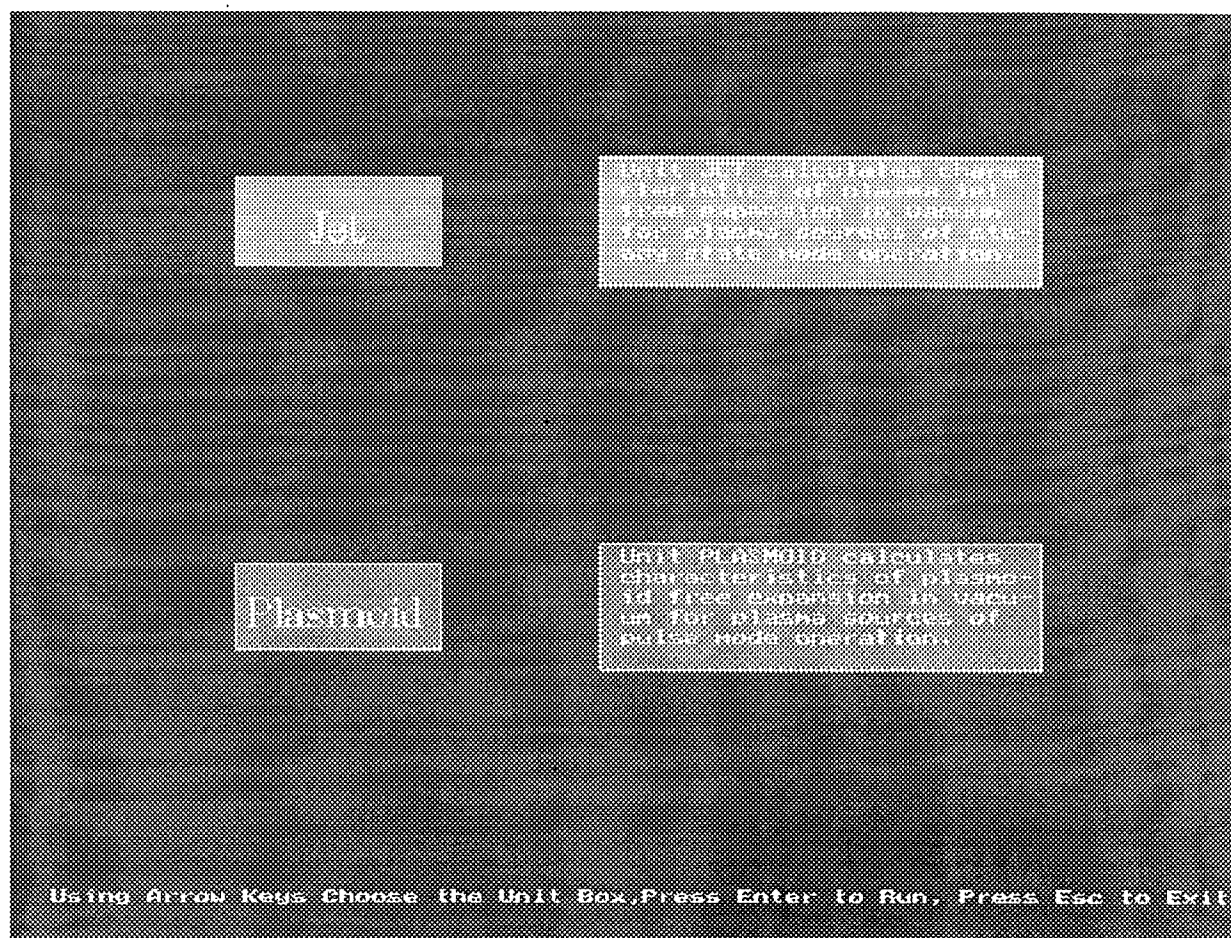 Jet
Unit JET calculates chara-
cteristics of plasma jet
free expansion in vacuum
for plasma sources of ste-
ady state mode operation.
Plasmoid
Unit PLASMOID calculates
characteristics of plasmo-
id free expansion in vacu-
um for plasma sources of
pulse mode operation.
Using Arrow Keys Choose the Unit Box,Press Enter to Run, Press Esc to Exit